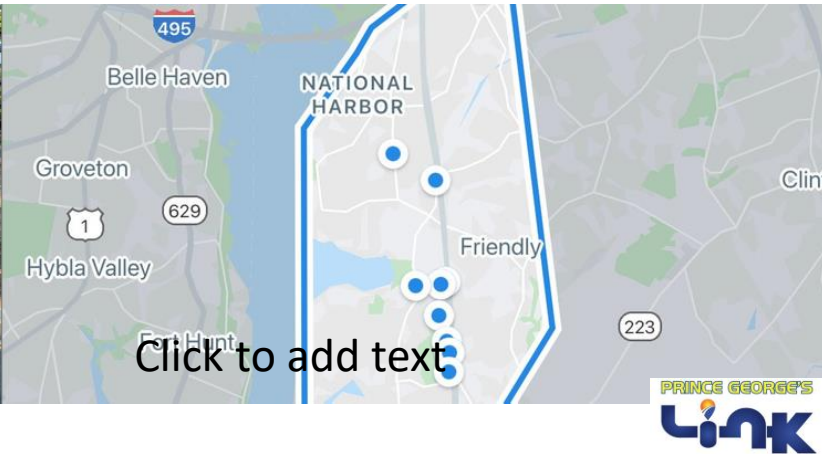 495
Belle Haven
NATIONAL
HARBOR
Groveton
Clin
1
629
Friendly
Hybla Valley
223
Fort Hunt
Click to add text
PRINCE GEORGE'S
Link